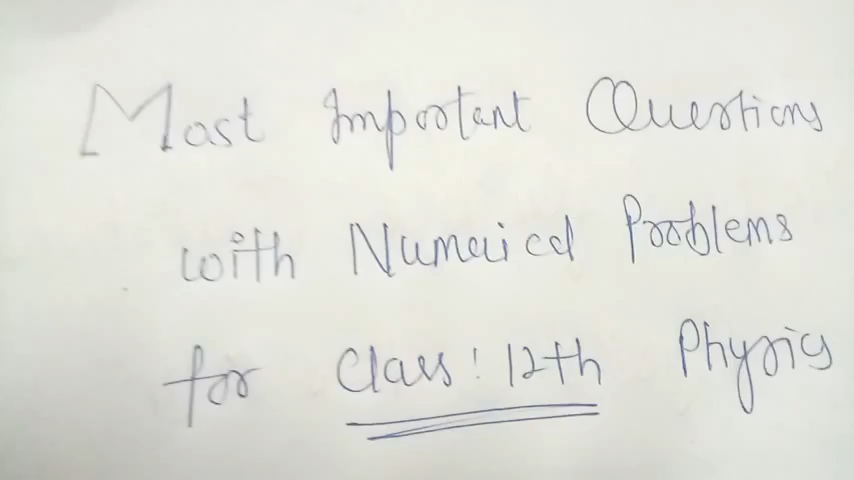 Most Important Questions
with Numerical Problems
for Class: 12th Physics